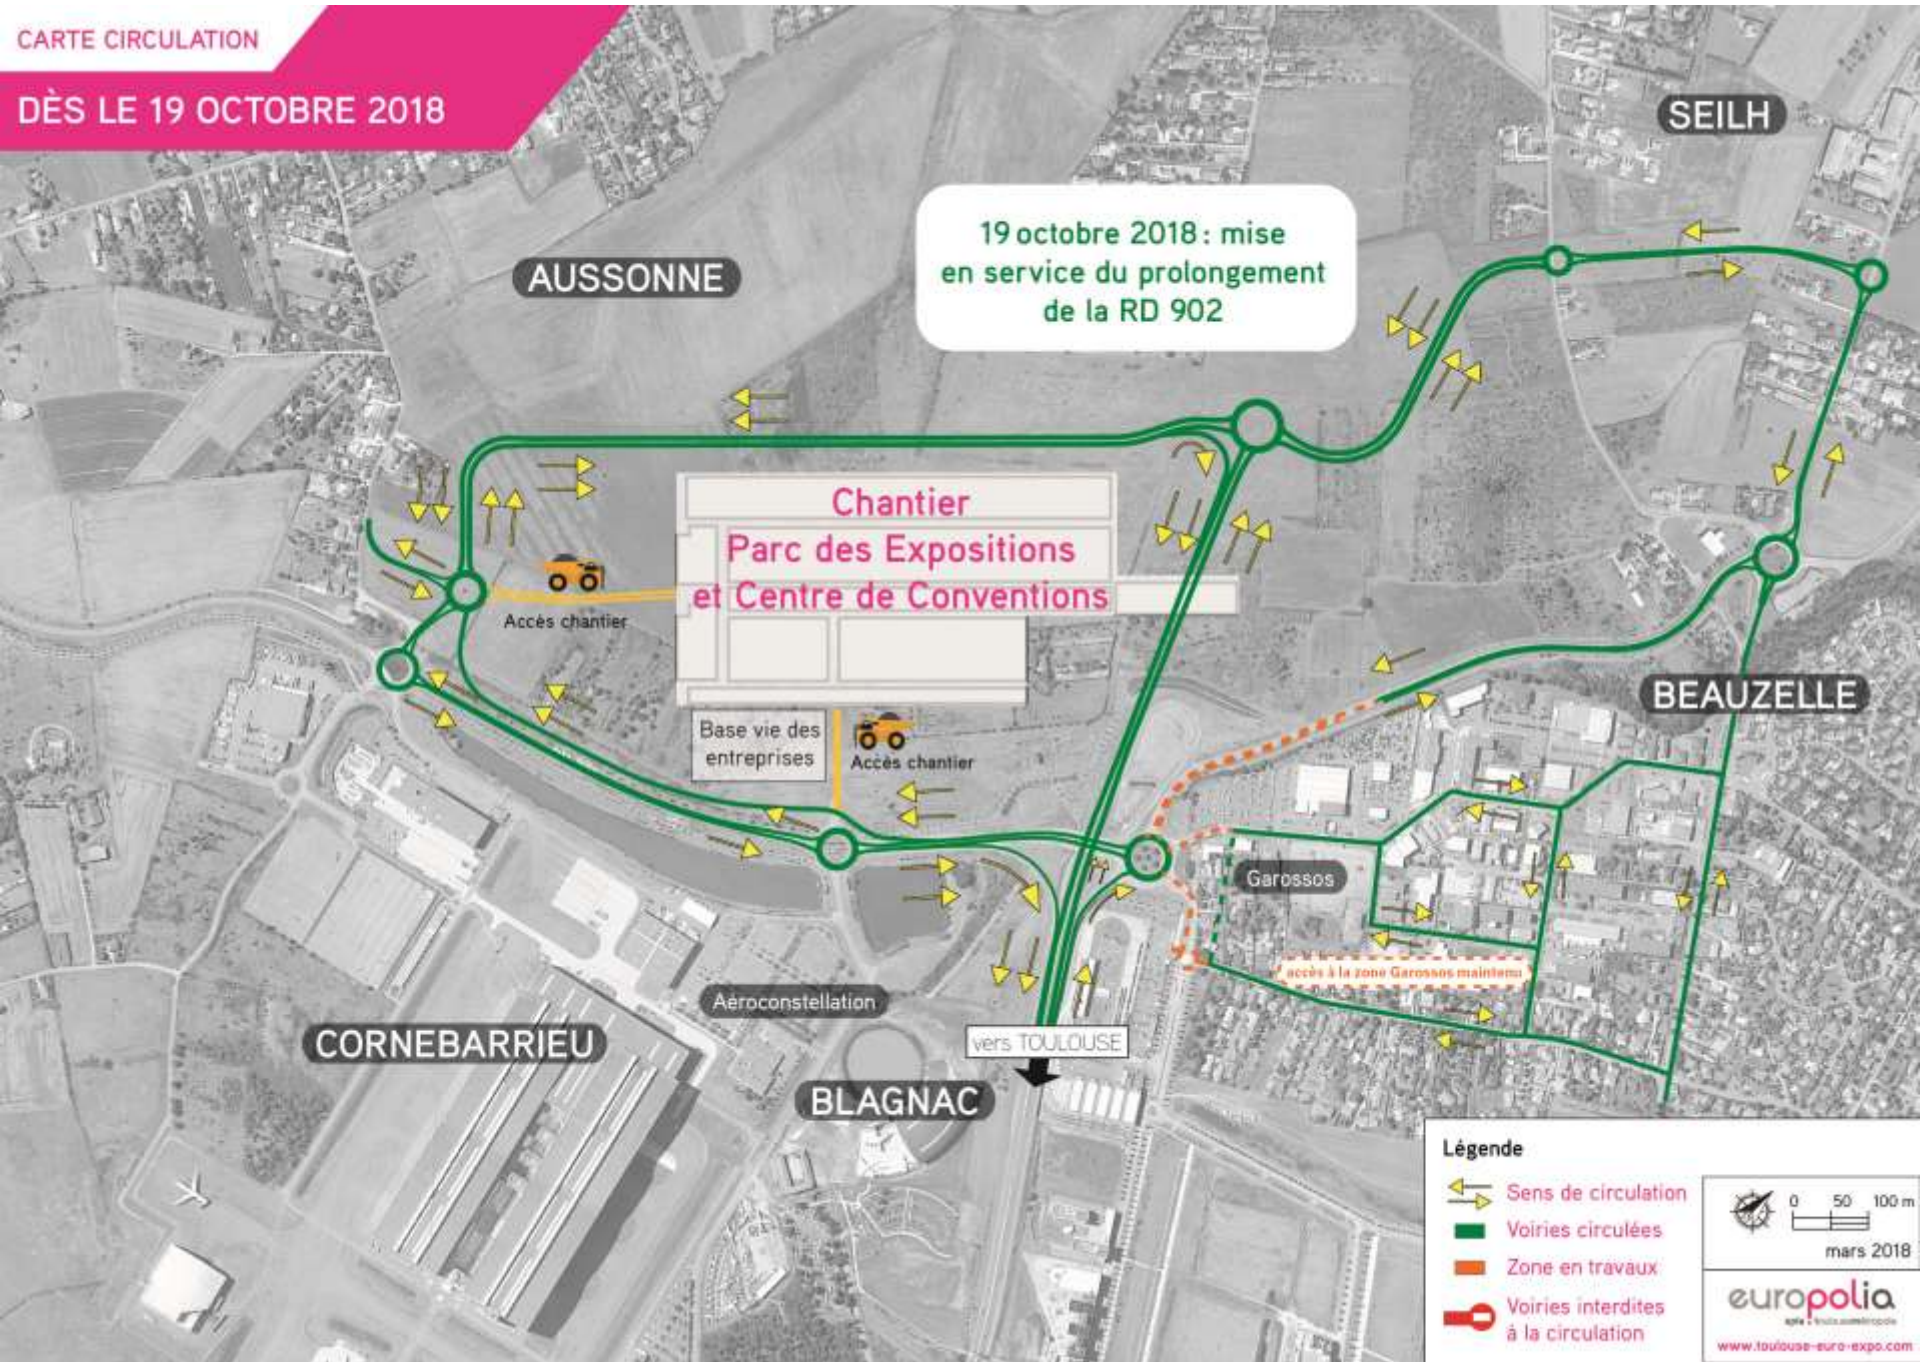 CARTE CIRCULATION
DÈS LE 19 OCTOBRE 2018
SEILH
19 octobre 2018 : mise
en service du prolongement
de la RD 902
AUSSONNE
Chantier
Parc des Expositions
et Centre de Conventions
Accès chantier
BEAUZELLE
Base vie des
entreprises
Accès chantier
Garossos
accès à la zone Garossos maintenu
Aéroconstellation
CORNEBARRIEU
vers TOULOUSE
BLAGNAC
Légende
Sens de circulation
Voiries circulées
Zone en travaux
Voiries interdites
à la circulation
0 50 100 m
mars 2018
europolia
www.toulouse-euro-expo.com